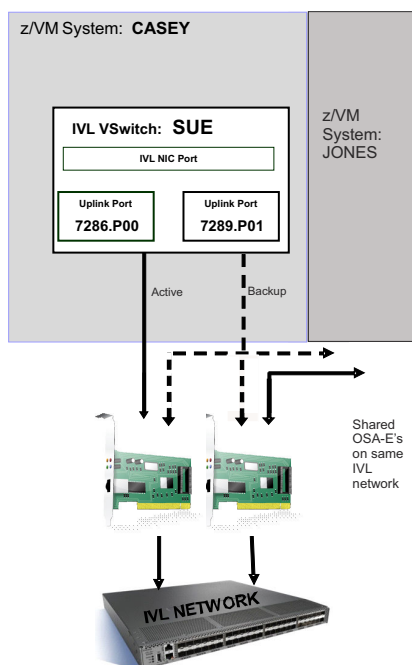 z/VM System: CASEY
z/VM
System:
JONES
IVL VSwitch: SUE
IVL NIC Port
Uplink Port
7286.P00
Uplink Port
7289.P01
Active
Backup
Shared
OSA-E's
on same
IVL
network
IVL NETWORK